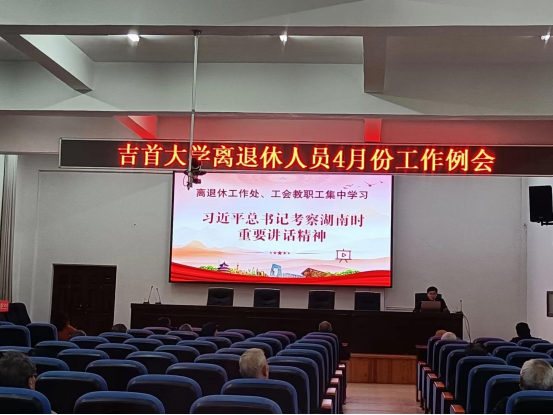 吉首大学离退休人员4月份工作例会
离退休工作处、工会教职工集中学习
习近平总书记考察湖南时
重要讲话精神